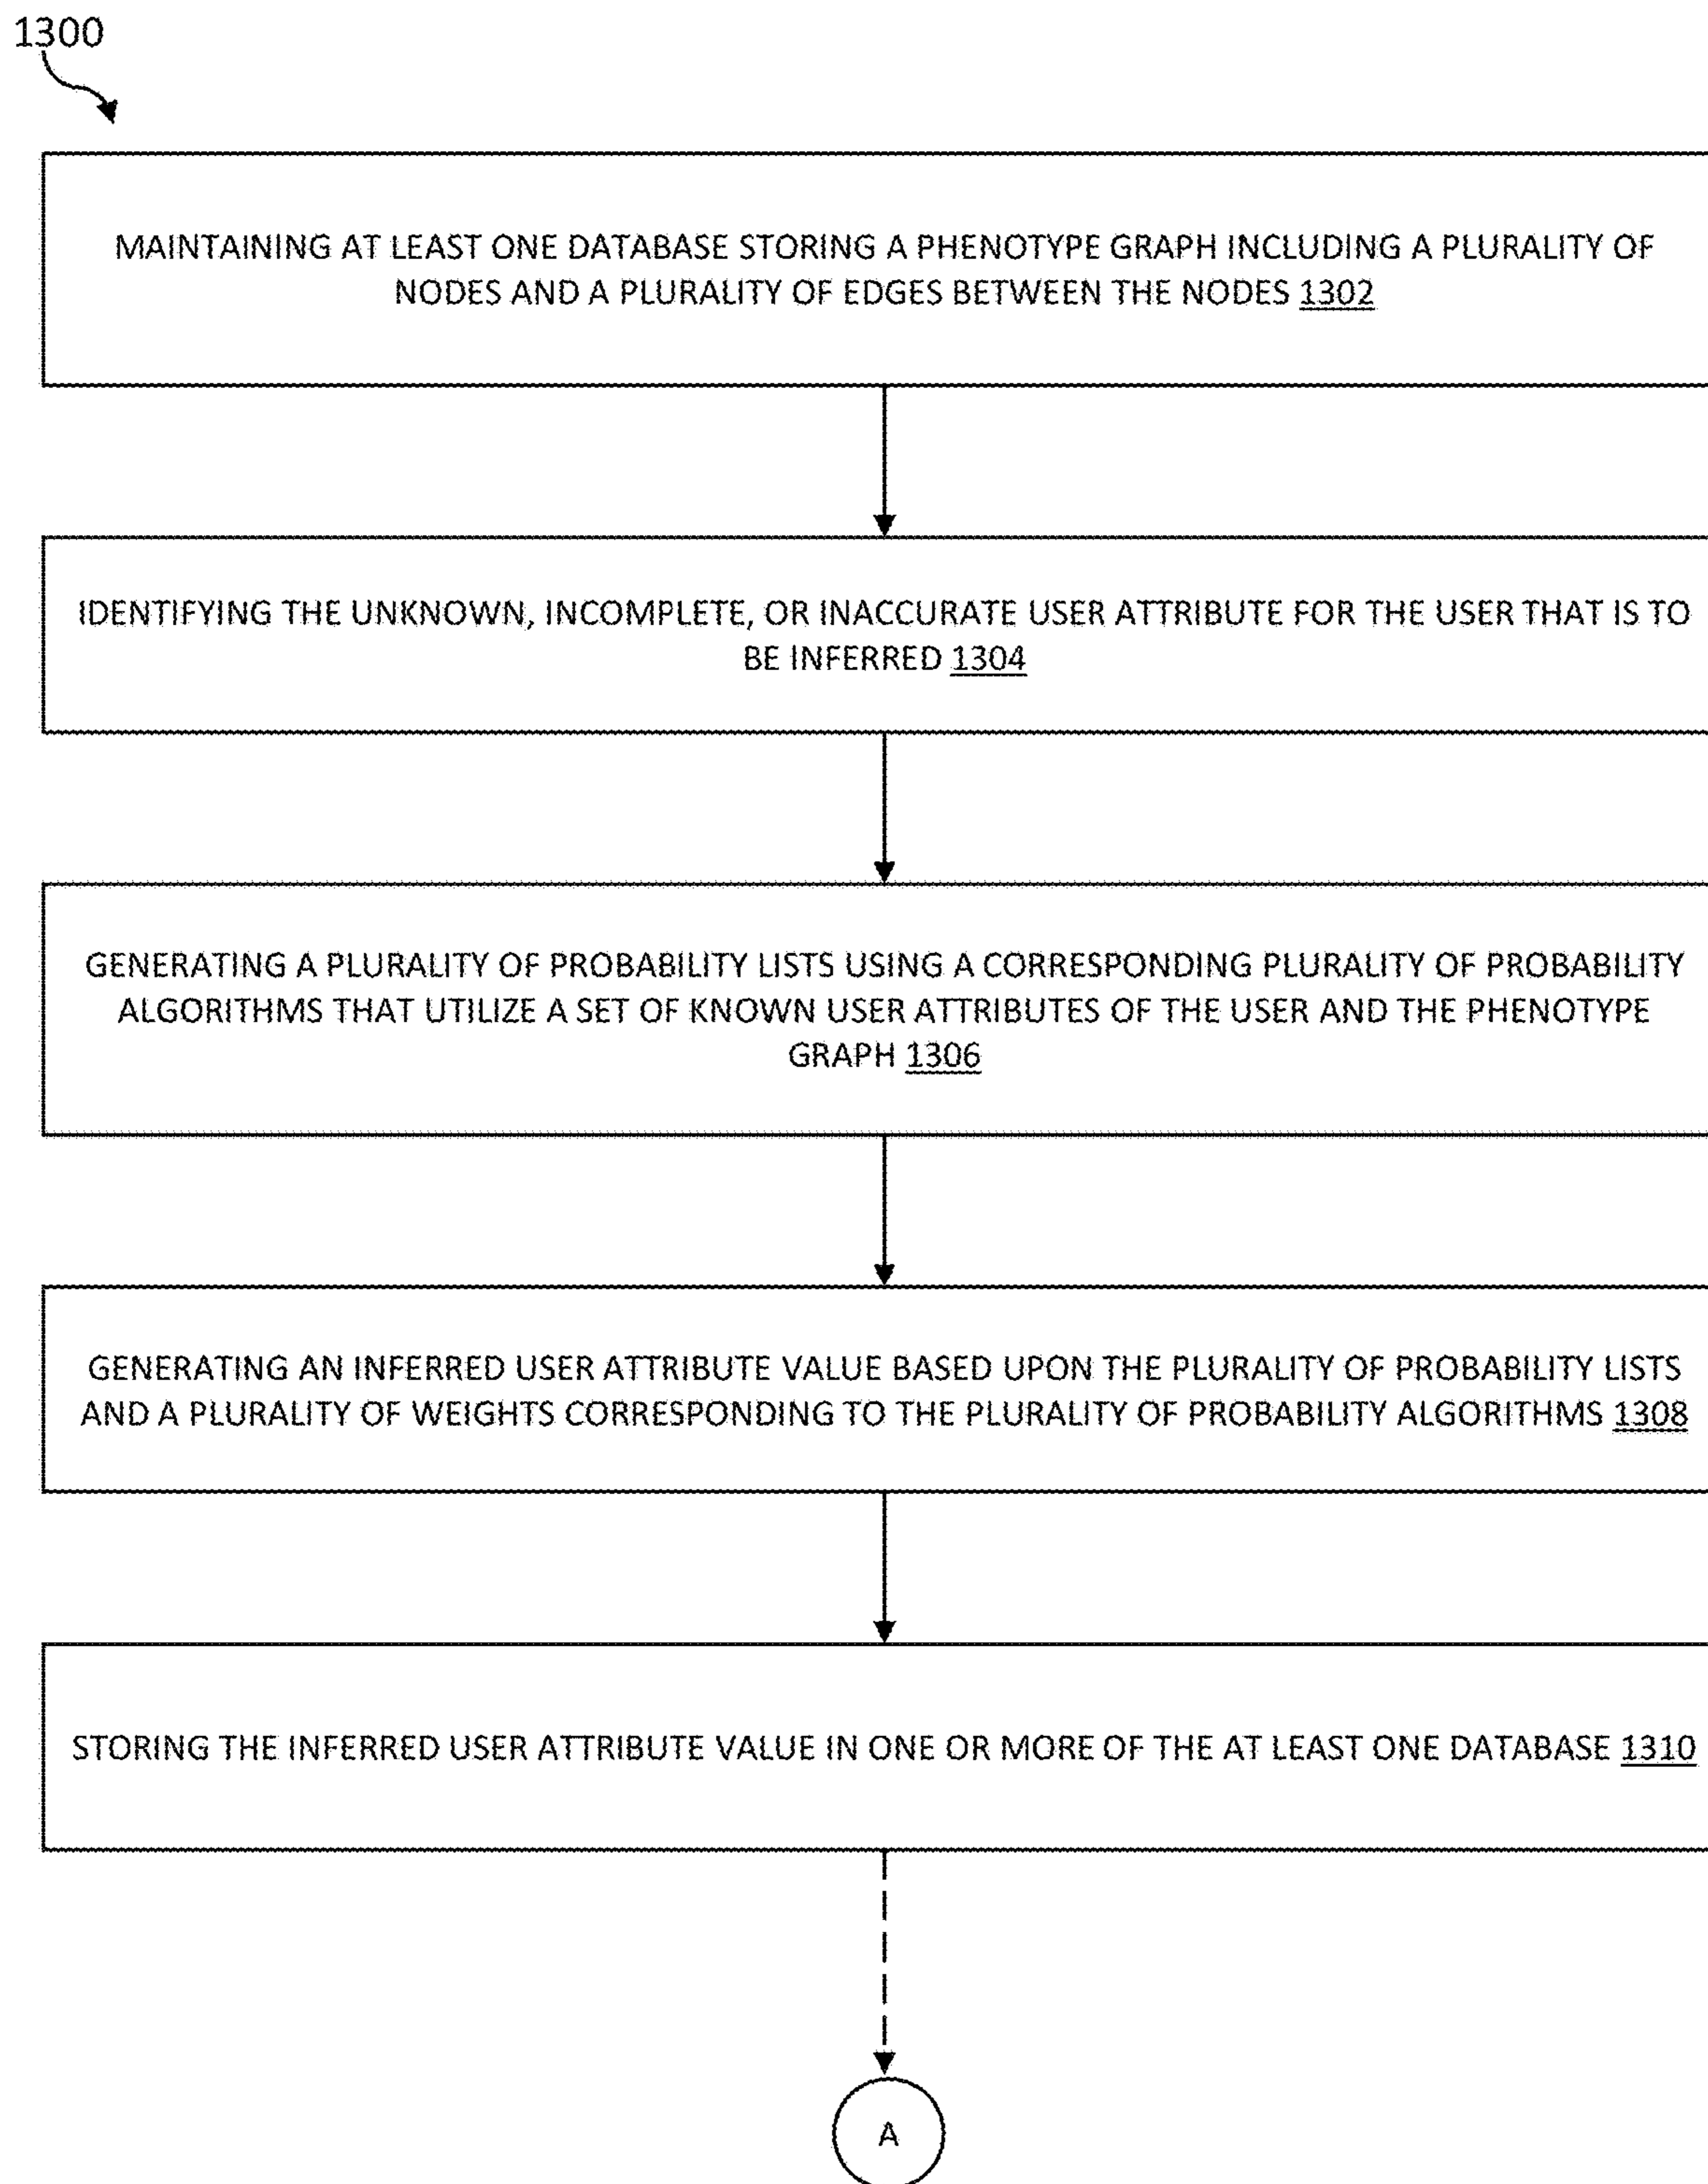 1300
MAINTAINING AT LEAST ONE DATABASE STORING A PHENOTYPE GRAPH INCLUDING A PLURALITY OF
NODES AND A PLURALITY OF EDGES BETWEEN THE NODES 1302
IDENTIFYING THE UNKNOWN, INCOMPLETE, OR INACCURATE USER ATTRIBUTE FOR THE USER THAT IS TO
BE INFERRED 1304
GENERATING A PLURALITY OF PROBABILITY LISTS USING A CORRESPONDING PLURALITY OF PROBABILITY
ALGORITHMS THAT UTILIZE A SET OF KNOWN USER ATTRIBUTES OF THE USER AND THE PHENOTYPE
GRAPH 1306
GENERATING AN INFERRED USER ATTRIBUTE VALUE BASED UPON THE PLURALITY OF PROBABILITY LISTS
AND A PLURALITY OF WEIGHTS CORRESPONDING TO THE PLURALITY OF PROBABILITY ALGORITHMS 1308
STORING THE INFERRED USER ATTRIBUTE VALUE IN ONE OR MORE OF THE AT LEAST ONE DATABASE 1310
A